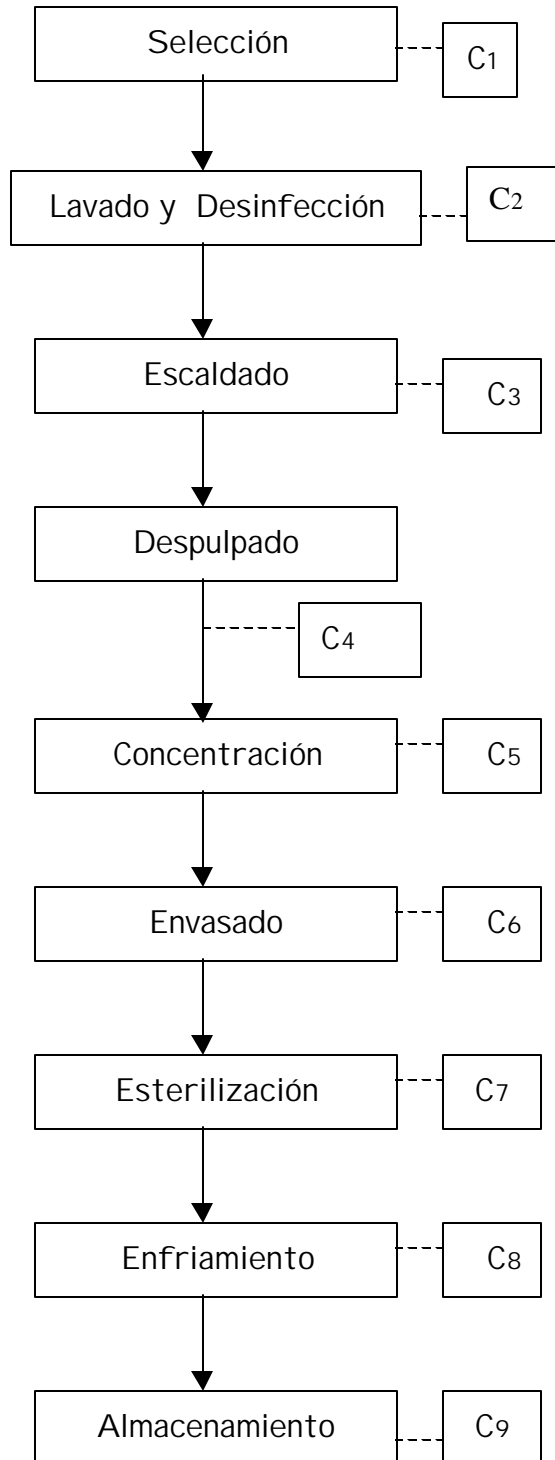 Selección
C1
Lavado y Desinfección
C2
Escaldado
C3
Despulpado
C4
Concentración
C5
Envasado
C6
Esterilización
C7
Enfriamiento
C8
Almacenamiento
C9